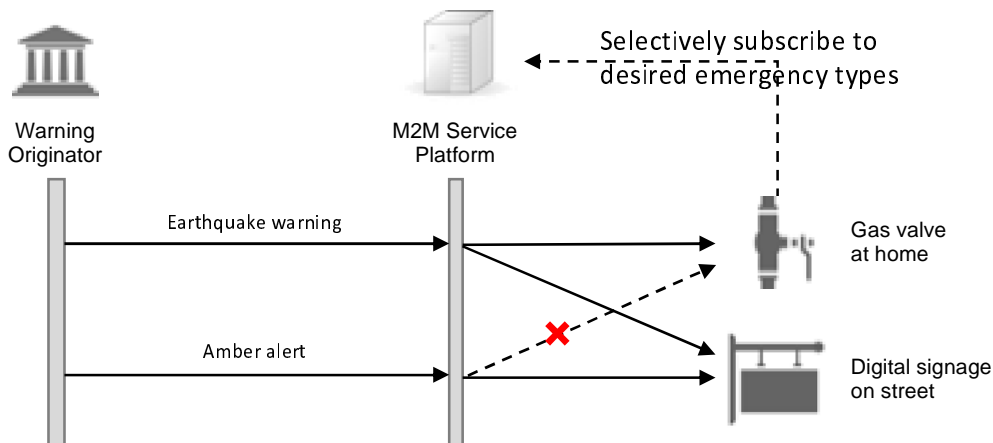 Selectively subscribe to
desired emergency types
Warning
Originator
M2M Service
Platform
Earthquake warning
Gas valve
at home
Amber alert
Digital signage
on street